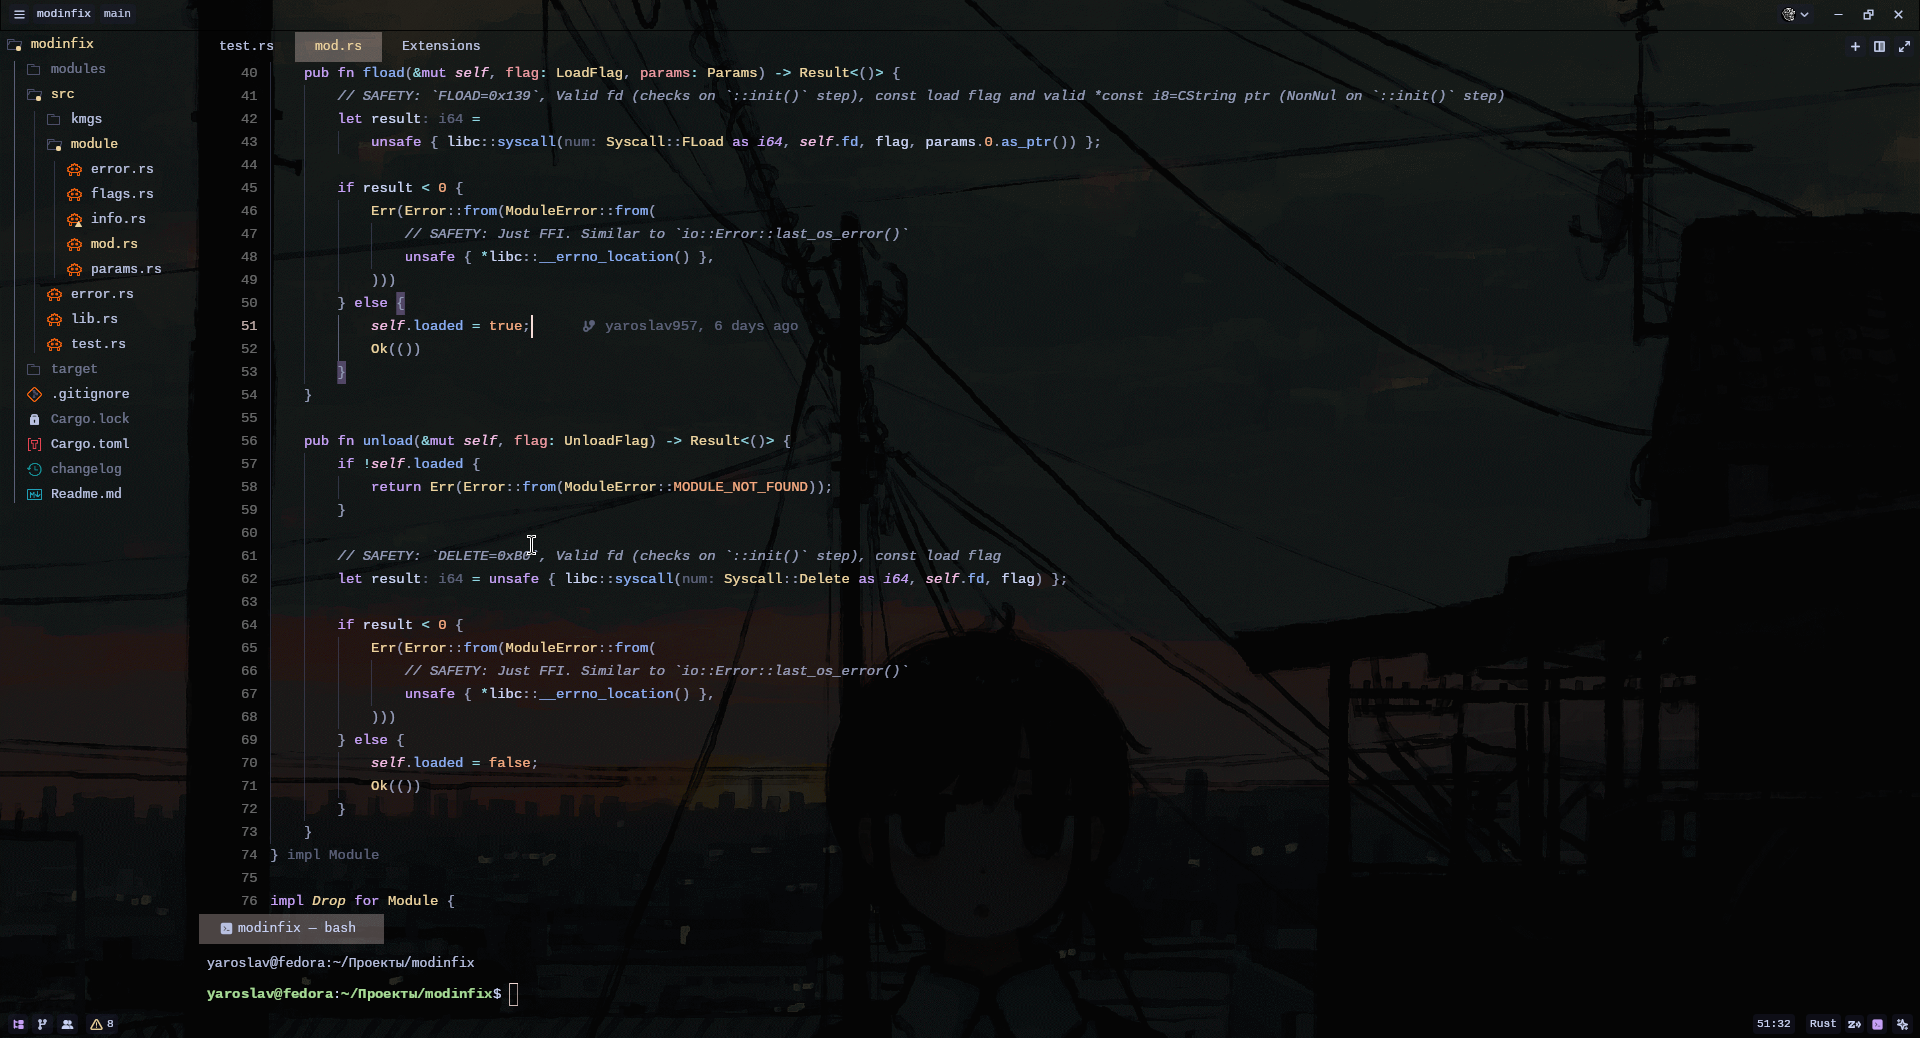 modinfix main
modinfix
modules
src
kmgs
module
error.rs
flags.rs
info.rs
mod.rs
params.rs
error.rs
lib.rs
test.rs
target
.gitignore
Cargo.lock
Cargo.toml
changelog
Readme.md
test.rs mod.rs Extensions
40 pub fn fload(&mut self, flag: LoadFlag, params: Params) -> Result<()> {
41 // SAFETY: `FLOAD=0x139`, Valid fd (checks on `::init()` step), const load flag and valid *const i8=CString ptr (NonNul on `::init()` step)
42 let result: i64 =
43 unsafe { libc::syscall(num: Syscall::FLoad as i64, self.fd, flag, params.0.as_ptr()) };
44
45 if result < 0 {
46 Err(Error::from(ModuleError::from(
47 // SAFETY: Just FFI. Similar to `io::Error::last_os_error()`
48 unsafe { *libc::__errno_location() },
49 )))
50 } else {
51 self.loaded = true; yaroslav957, 6 days ago
52 Ok(())
53 }
54 }
55
56 pub fn unload(&mut self, flag: UnloadFlag) -> Result<()> {
57 if !self.loaded {
58 return Err(Error::from(ModuleError::MODULE_NOT_FOUND));
59 }
60
61 // SAFETY: `DELETE=0xB0`, Valid fd (checks on `::init()` step), const load flag
62 let result: i64 = unsafe { libc::syscall(num: Syscall::Delete as i64, self.fd, flag) };
63
64 if result < 0 {
65 Err(Error::from(ModuleError::from(
66 // SAFETY: Just FFI. Similar to `io::Error::last_os_error()`
67 unsafe { *libc::__errno_location() },
68 )))
69 } else {
70 self.loaded = false;
71 Ok(())
72 }
73 }
74 } impl Module
75
76 impl Drop for Module {
modinfix — bash
yaroslav@fedora:~/Проекты/modinfix
yaroslav@fedora:~/Проекты/modinfix$
8
51:32 Rust